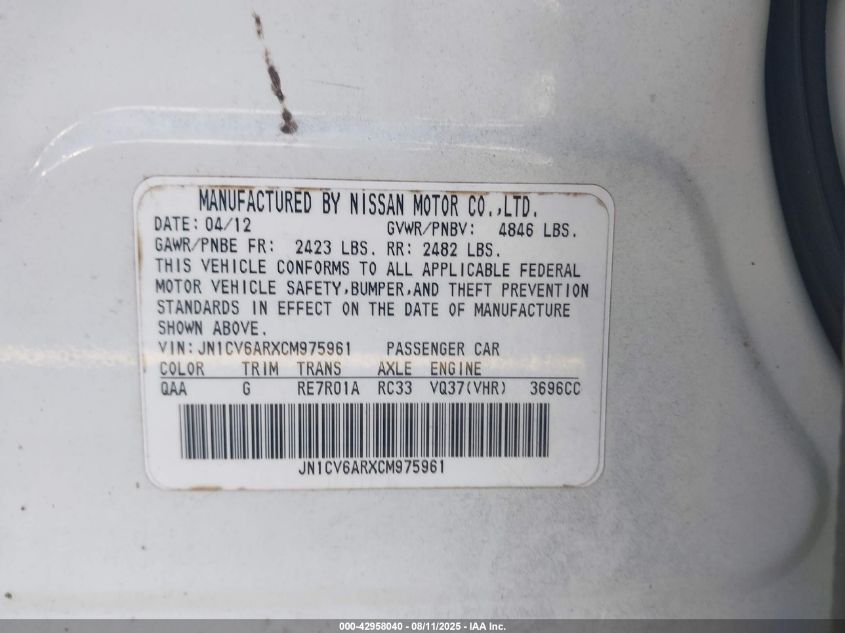 MANUFACTURED BY NISSAN MOTOR CO.,LTD.
DATE: 04/12 GVWR/PNBV: 4846 LBS.
GAWR/PNBE FR: 2423 LBS. RR: 2482 LBS.
THIS VEHICLE CONFORMS TO ALL APPLICABLE FEDERAL
MOTOR VEHICLE SAFETY,BUMPER,AND THEFT PREVENTION
STANDARDS IN EFFECT ON THE DATE OF MANUFACTURE
SHOWN ABOVE.
VIN:JN1CV6ARXCM975961 PASSENGER CAR
COLOR TRIM TRANS AXLE ENGINE
QAA G RE7R01A RC33 VQ37(VHR) 3696CC
JN1CV6ARXCM975961
000-42958040 - 08/11/2025 - IAA Inc.